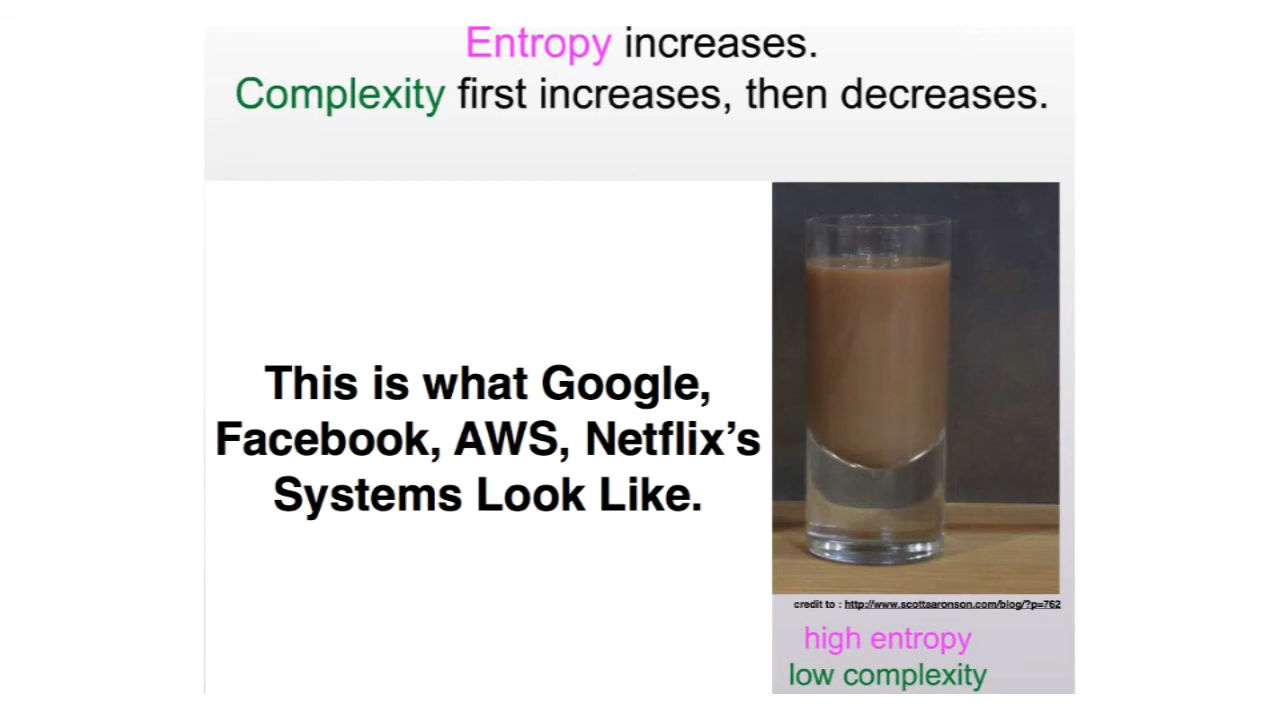 Entropy increases.
Complexity first increases, then decreases.
This is what Google,
Facebook, AWS, Netflix’s
Systems Look Like.
credit to : http://www.scottaaronson.com/blog/?p=762
high entropy
low complexity